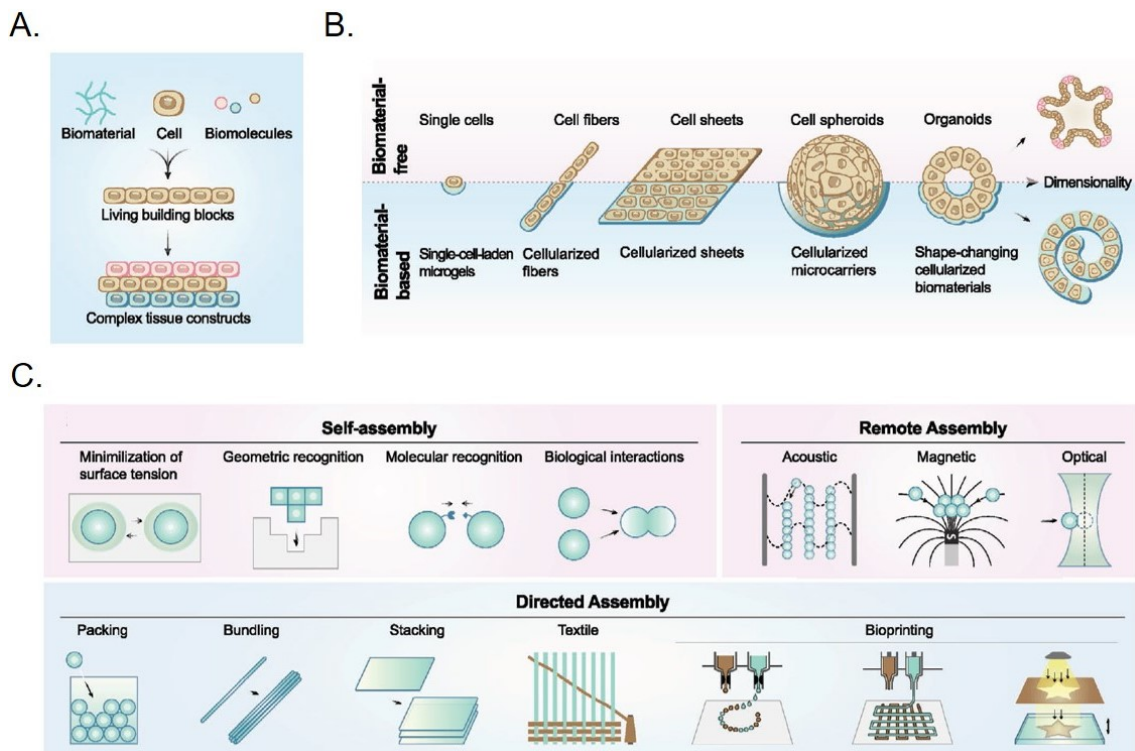 A.
Biomaterial Cell Biomolecules
Living building blocks
Complex tissue constructs
B.
Biomaterial-
free
Single cells Cell fibers Cell sheets Cell spheroids Organoids
Dimensionality
Biomaterial-
based
Single-cell-laden
microgels
Cellularized
fibers
Cellularized sheets
Cellularized
microcarriers
Shape-changing
cellularized
biomaterials
C.
Self-assembly
Minimilization of
surface tension
Geometric recognition
Molecular recognition
Biological interactions
Remote Assembly
Acoustic Magnetic Optical
S
Directed Assembly
Packing Bundling Stacking Textile Bioprinting